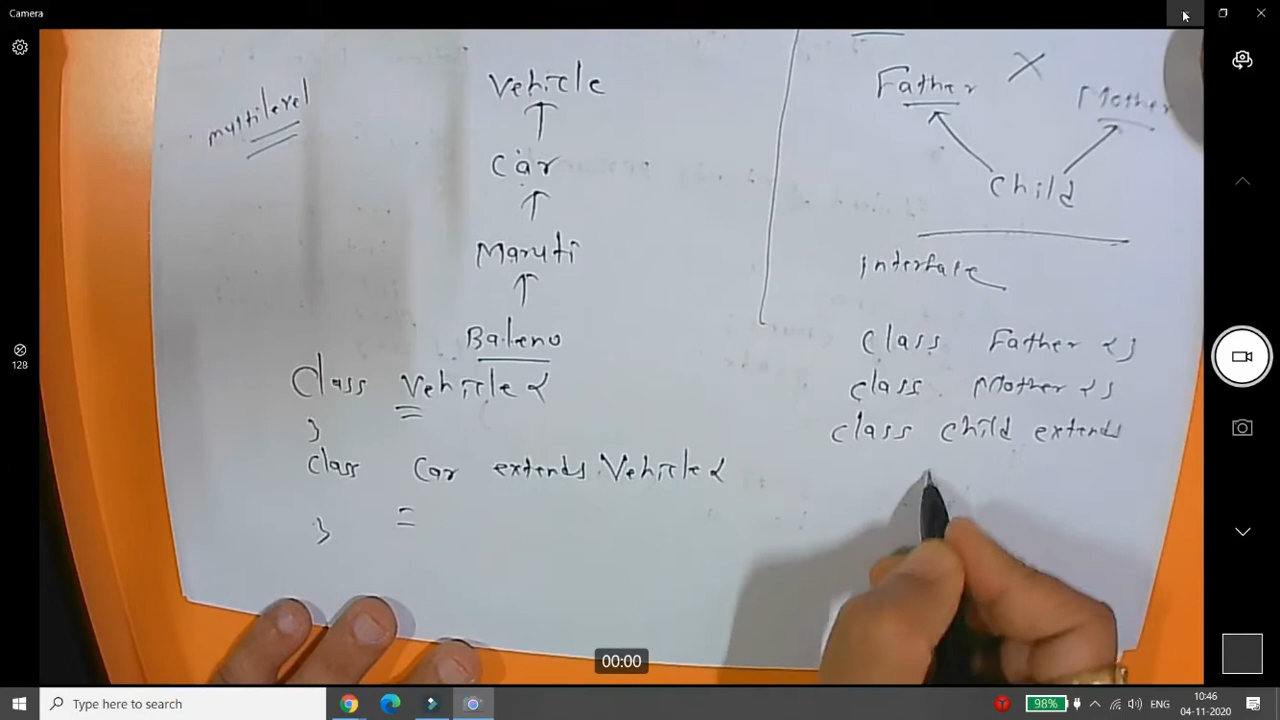 Camera
multilevel
Vehicle
Car
Maruti
Baleno
Class Vehicle {
}
class Car extends Vehicle {
=
}
Father X Mother
Child
interface
Class Father { }
class Mother { }
class Child extends
128
00:00
Type here to search
98%
ENG
10:46
04-11-2020